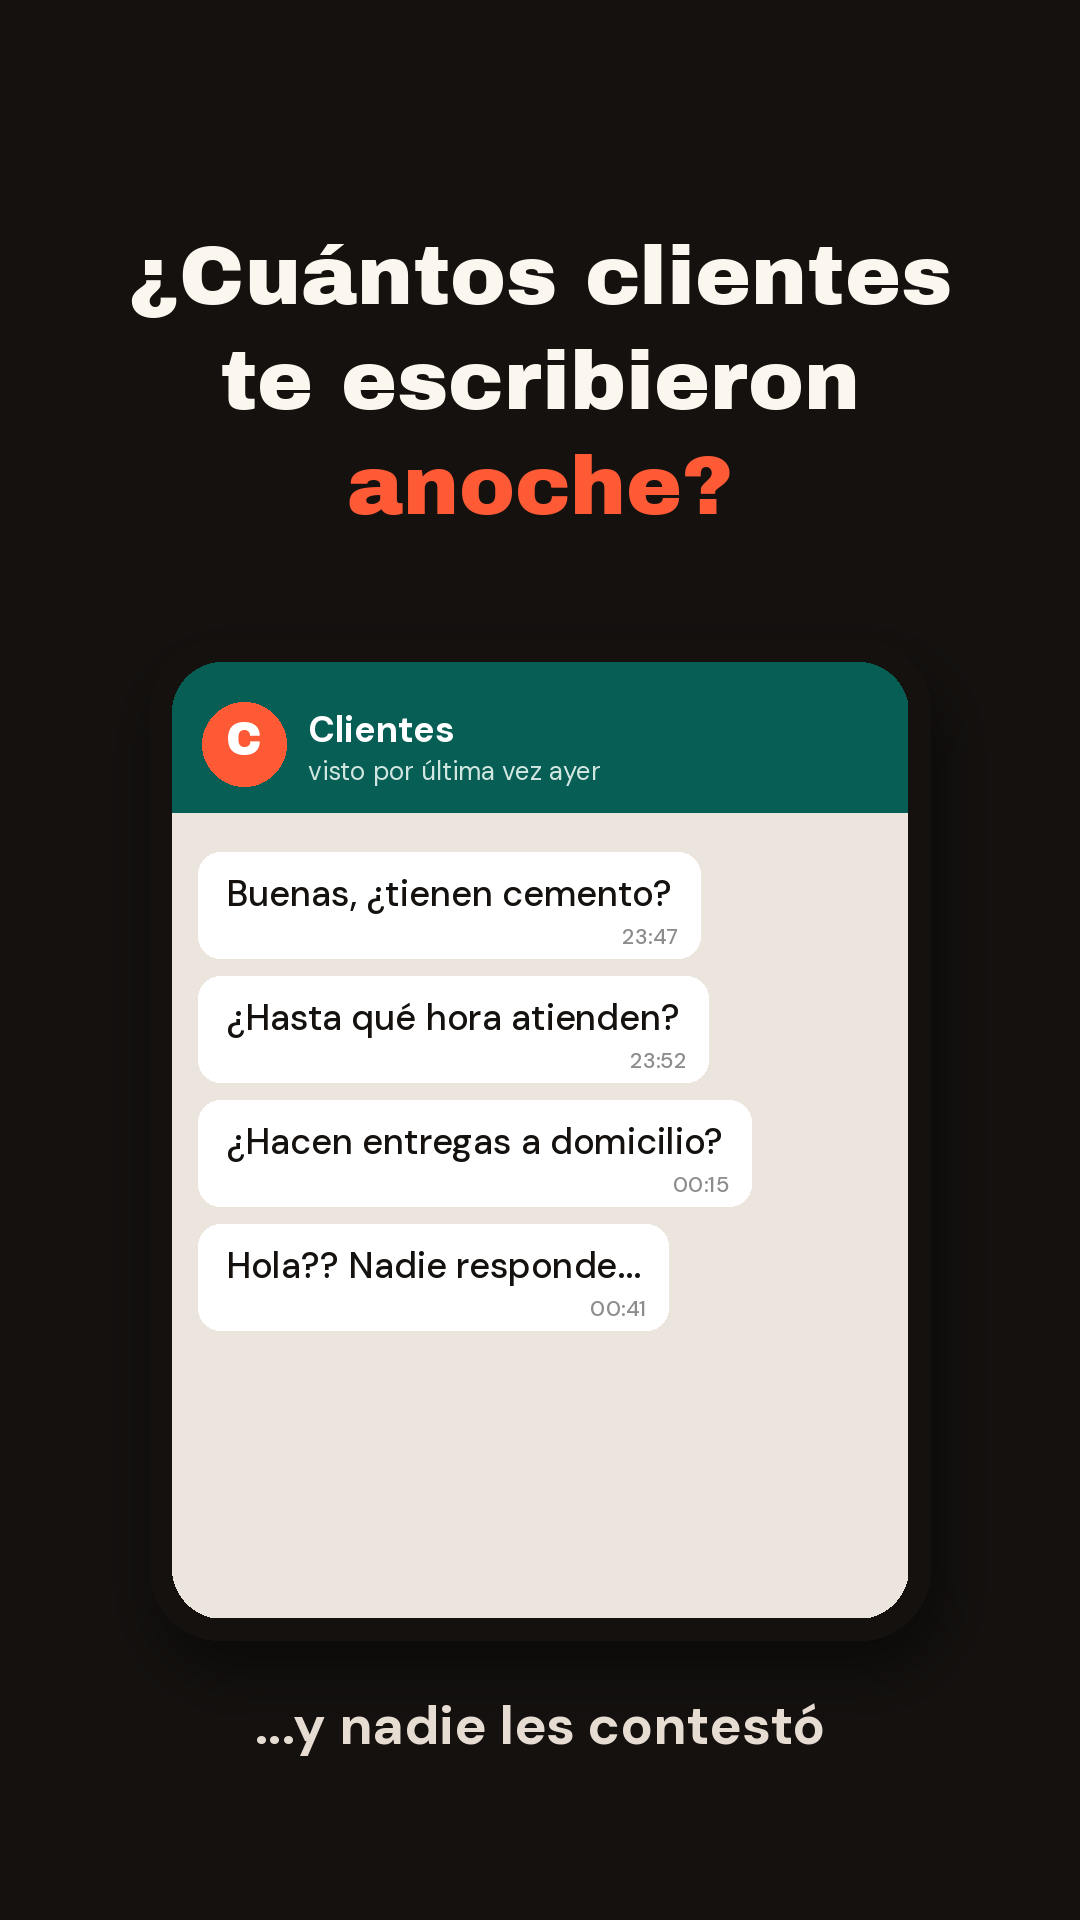 ¿Cuántos clientes
te escribieron
anoche?
C
Clientes
visto por última vez ayer
Buenas, ¿tienen cemento?
23:47
¿Hasta qué hora atienden?
23:52
¿Hacen entregas a domicilio?
00:15
Hola?? Nadie responde...
00:41
...y nadie les contestó